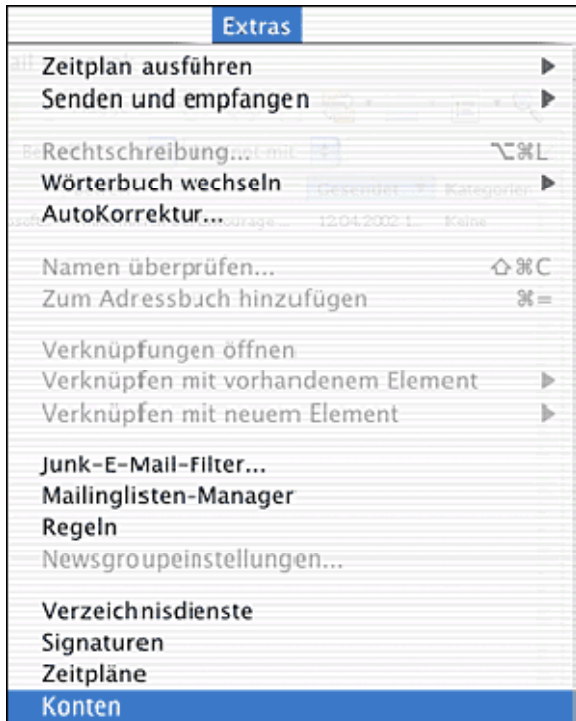 Extras
Zeitplan ausführen
Senden und empfangen
Rechtschreibung... ⌥⌘L
Wörterbuch wechseln
AutoKorrektur...
Namen überprüfen... ⇧⌘C
Zum Adressbuch hinzufügen ⌘=
Verknüpfungen öffnen
Verknüpfen mit vorhandenem Element
Verknüpfen mit neuem Element
Junk-E-Mail-Filter...
Mailinglisten-Manager
Regeln
Newsgroupeinstellungen...
Verzeichnisdienste
Signaturen
Zeitpläne
Konten